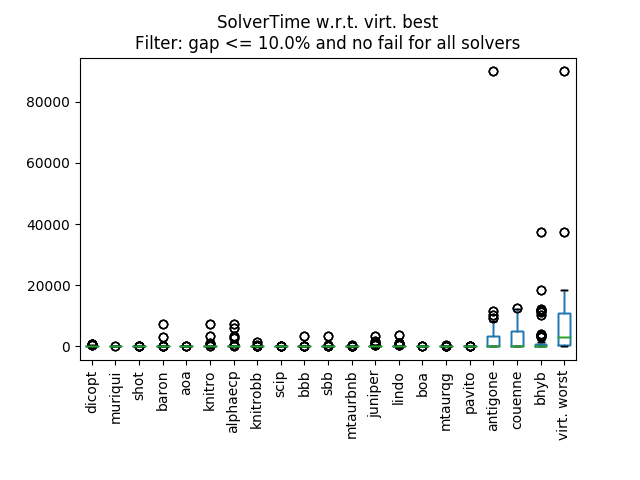 SolverTime w.r.t. virt. best
Filter: gap <= 10.0% and no fail for all solvers
80000
60000
40000
20000
0
dicopt
muriqui
shot
baron
aoa
knitro
alphaecp
knitrobb
scip
bbb
sbb
mtaurbnb
juniper
lindo
boa
mtaurqg
pavito
antigone
couenne
bhyb
virt. worst